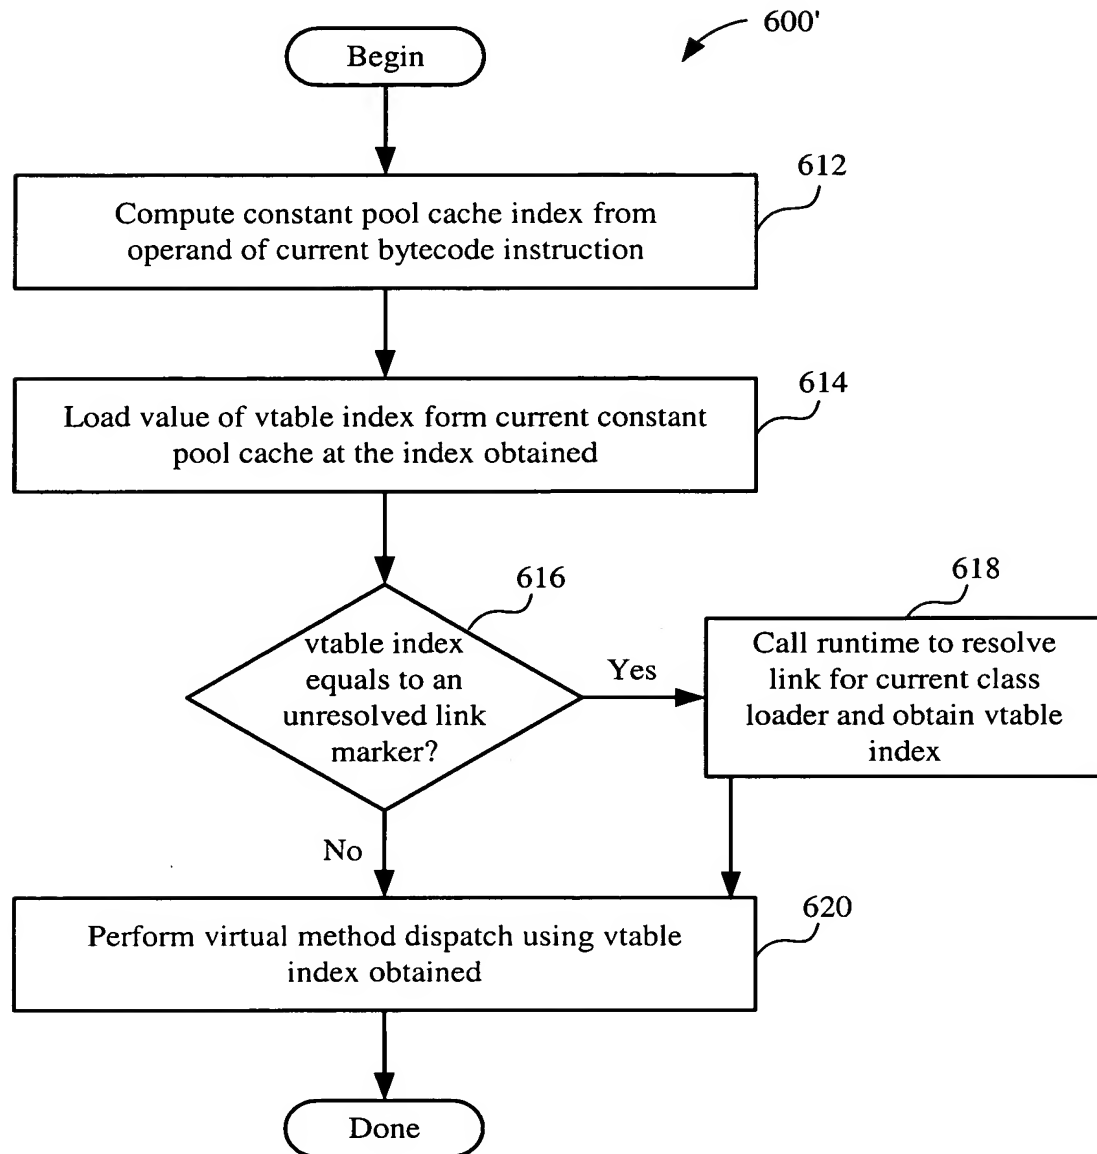 600'
Begin
612
Compute constant pool cache index from
operand of current bytecode instruction
614
Load value of vtable index form current constant
pool cache at the index obtained
616
618
vtable index
equals to an
unresolved link
marker?
Yes
Call runtime to resolve
link for current class
loader and obtain vtable
index
No
620
Perform virtual method dispatch using vtable
index obtained
Done